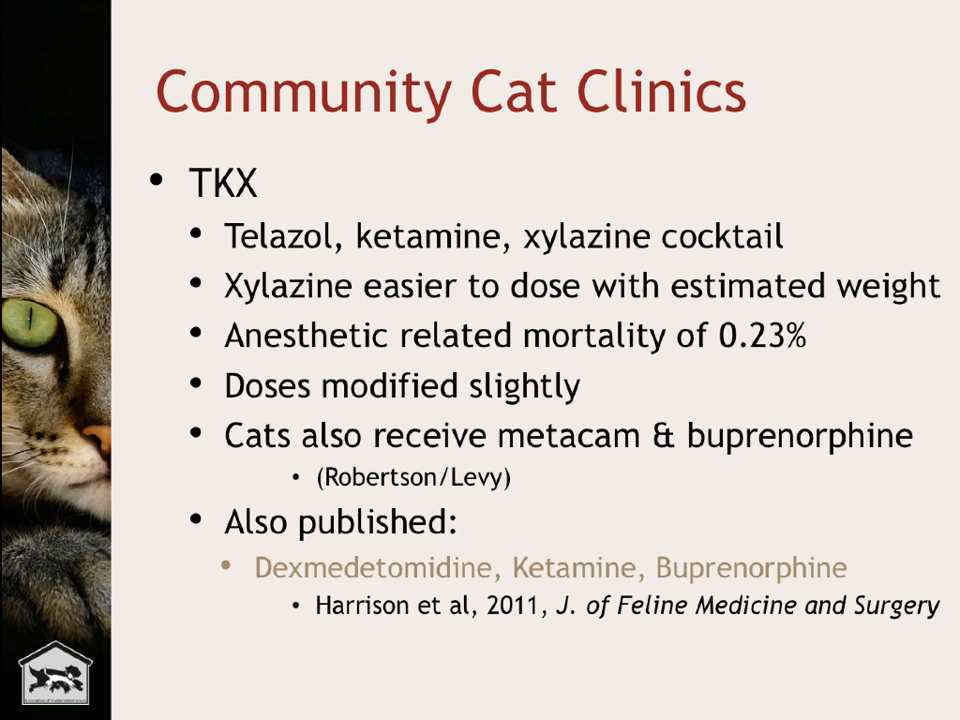 Community Cat Clinics
• TKX
• Telazol, ketamine, xylazine cocktail
• Xylazine easier to dose with estimated weight
• Anesthetic related mortality of 0.23%
• Doses modified slightly
• Cats also receive metacam & buprenorphine
• (Robertson/Levy)
• Also published:
• Dexmedetomidine, Ketamine, Buprenorphine
• Harrison et al, 2011, J. of Feline Medicine and Surgery